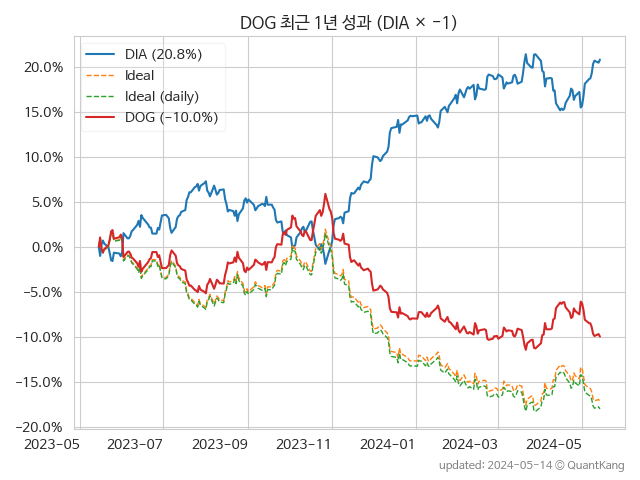 DOG 최근 1년 성과 (DIA × −1)
DIA (20.8%)
Ideal
Ideal (daily)
DOG (−10.0%)
20.0%
15.0%
10.0%
5.0%
0.0%
−5.0%
−10.0%
−15.0%
−20.0%
2023-05 2023-07 2023-09 2023-11 2024-01 2024-03 2024-05
updated: 2024-05-14 © QuantKang